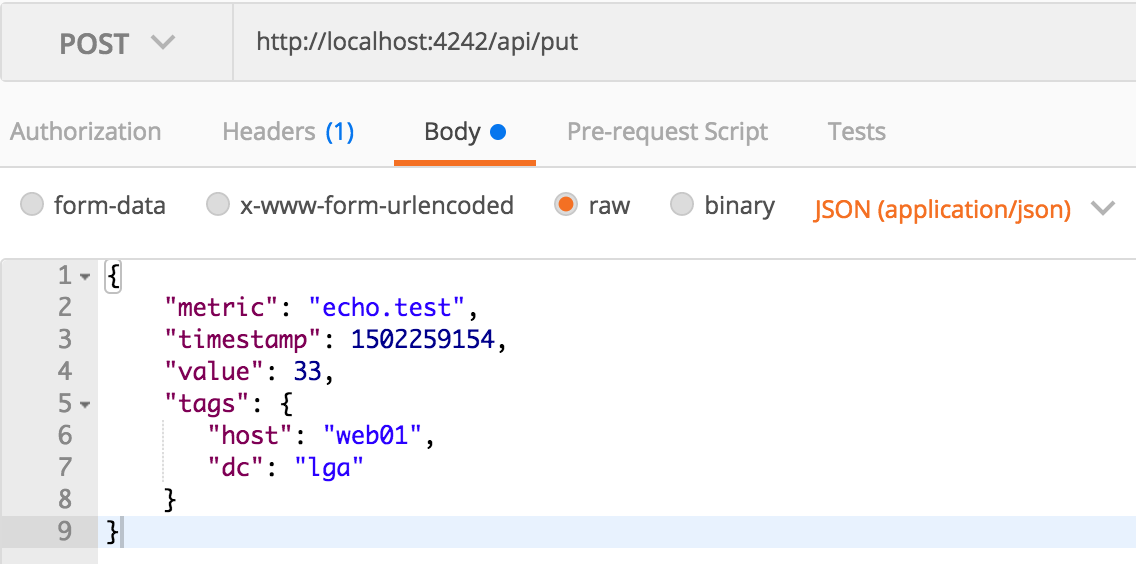 POST http://localhost:4242/api/put
Authorization Headers (1) Body Pre-request Script Tests
form-data x-www-form-urlencoded raw binary JSON (application/json)
1 {
2 "metric": "echo.test",
3 "timestamp": 1502259154,
4 "value": 33,
5 "tags": {
6 "host": "web01",
7 "dc": "lga"
8 }
9 }